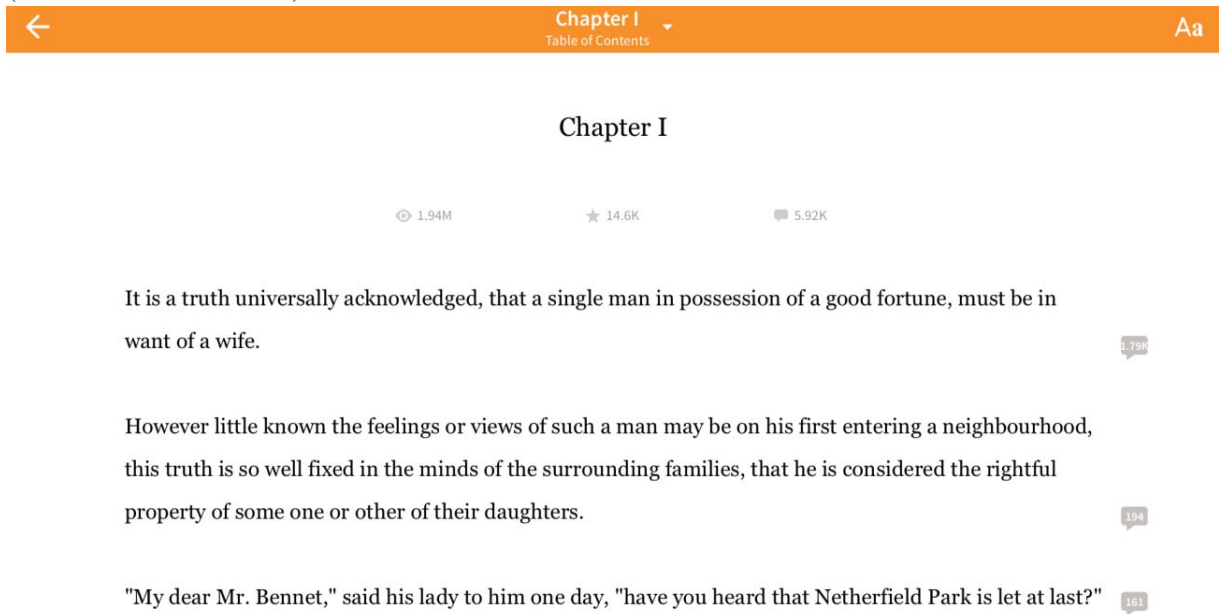 Chapter I
Table of Contents
Aa
Chapter I
1.94M
14.6K
5.92K
It is a truth universally acknowledged, that a single man in possession of a good fortune, must be in
want of a wife.
1.79K
However little known the feelings or views of such a man may be on his first entering a neighbourhood,
this truth is so well fixed in the minds of the surrounding families, that he is considered the rightful
property of some one or other of their daughters.
194
"My dear Mr. Bennet," said his lady to him one day, "have you heard that Netherfield Park is let at last?"
161